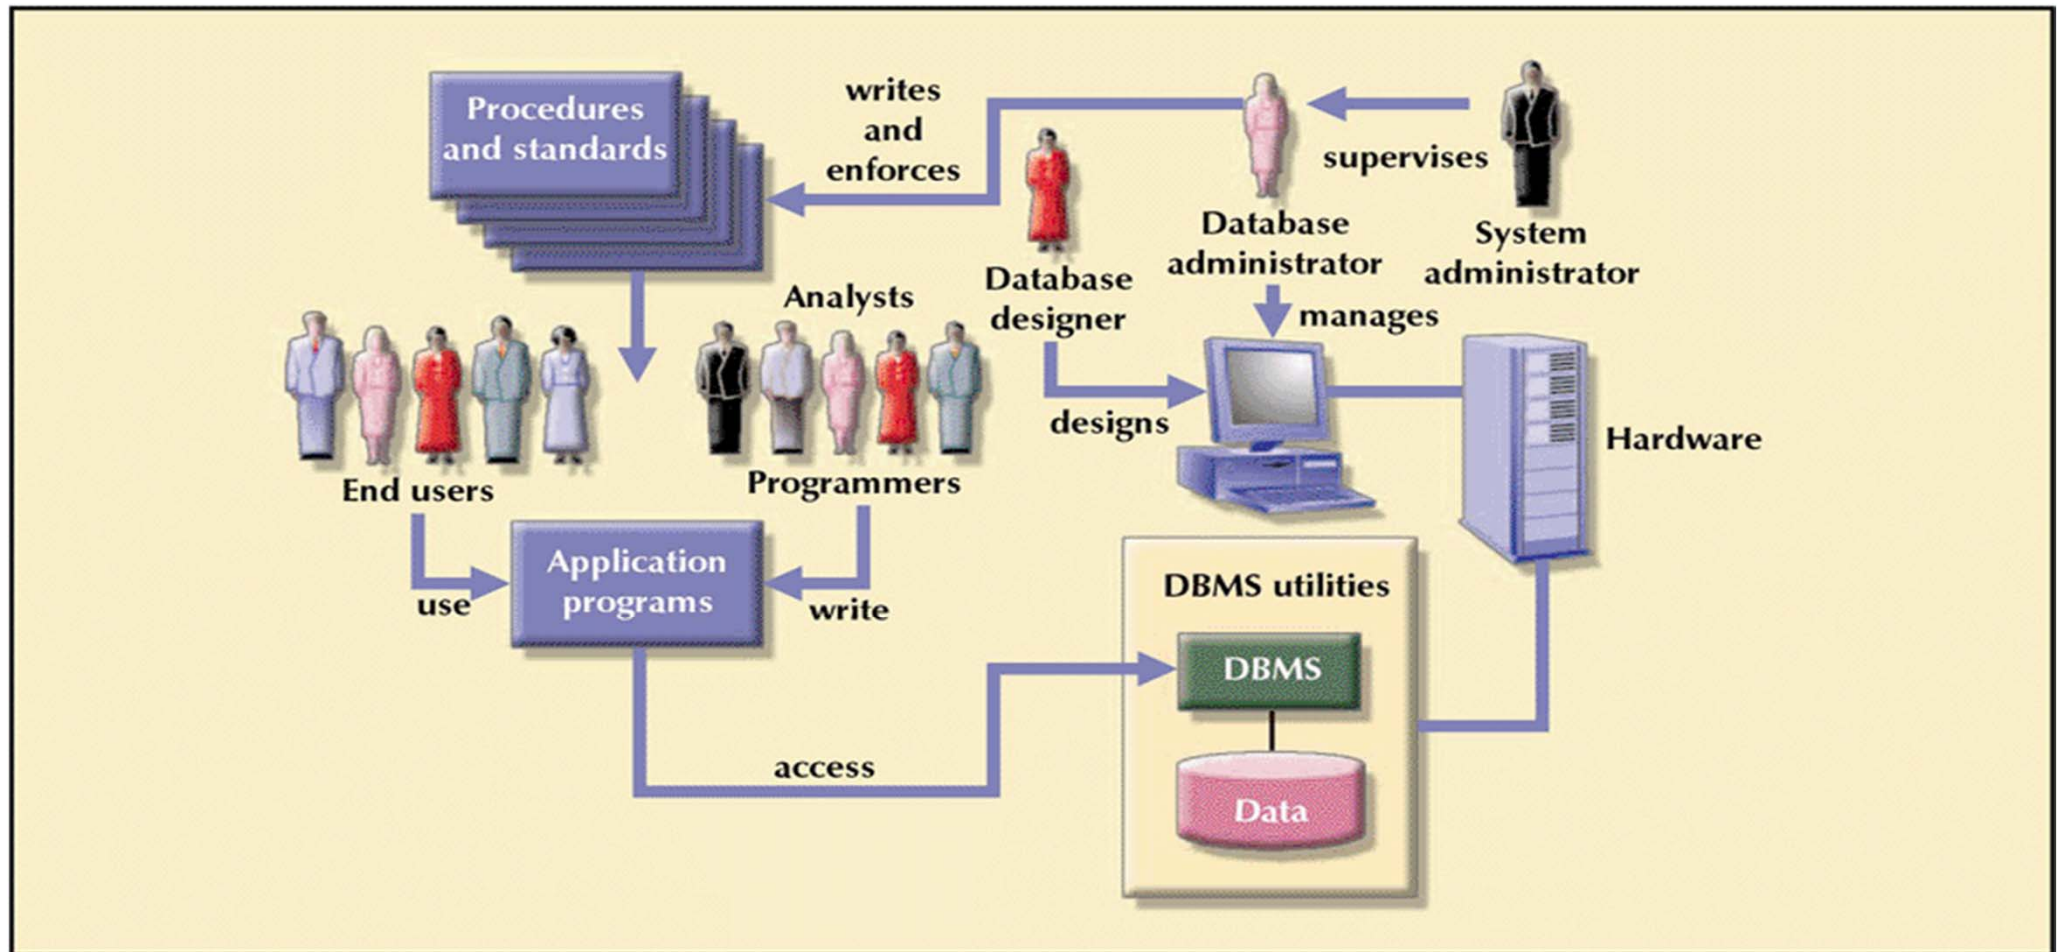 Procedures
and standards
writes
and
enforces
supervises
Database
administrator
System
administrator
Database
designer
manages
Analysts
designs
Hardware
End users
Programmers
Application
programs
use
write
DBMS utilities
DBMS
access
Data